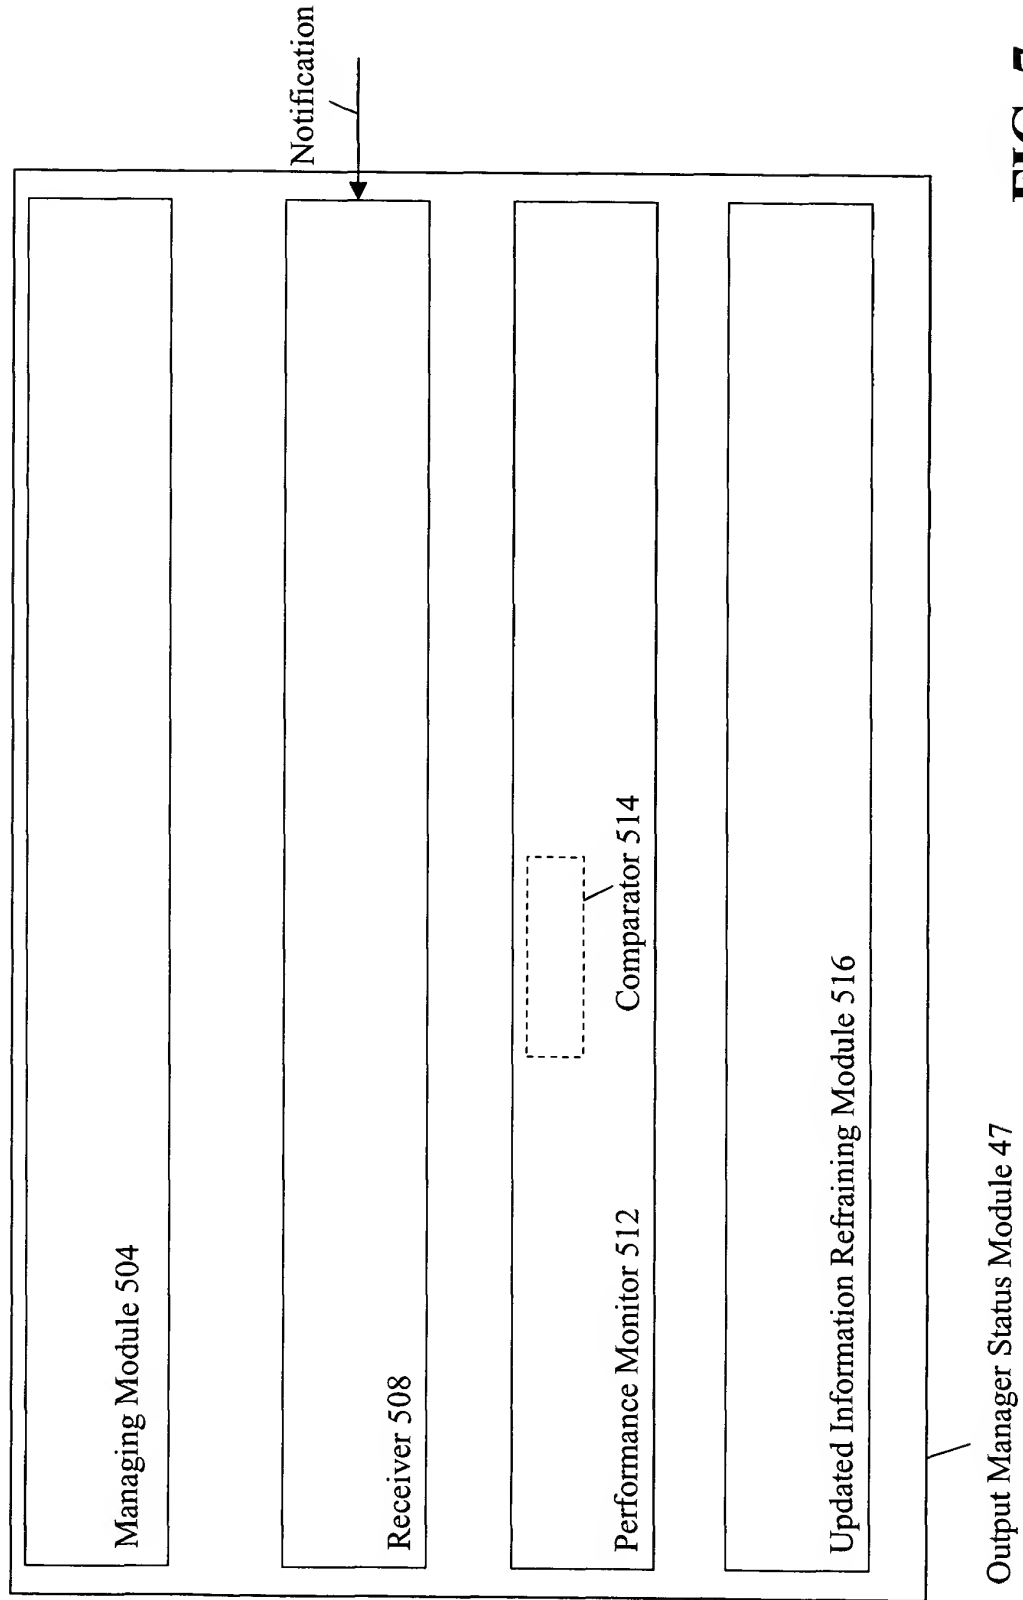 Notification
Managing Module 504
Receiver 508
Comparator 514
Performance Monitor 512
Updated Information Refraining Module 516
Output Manager Status Module 47